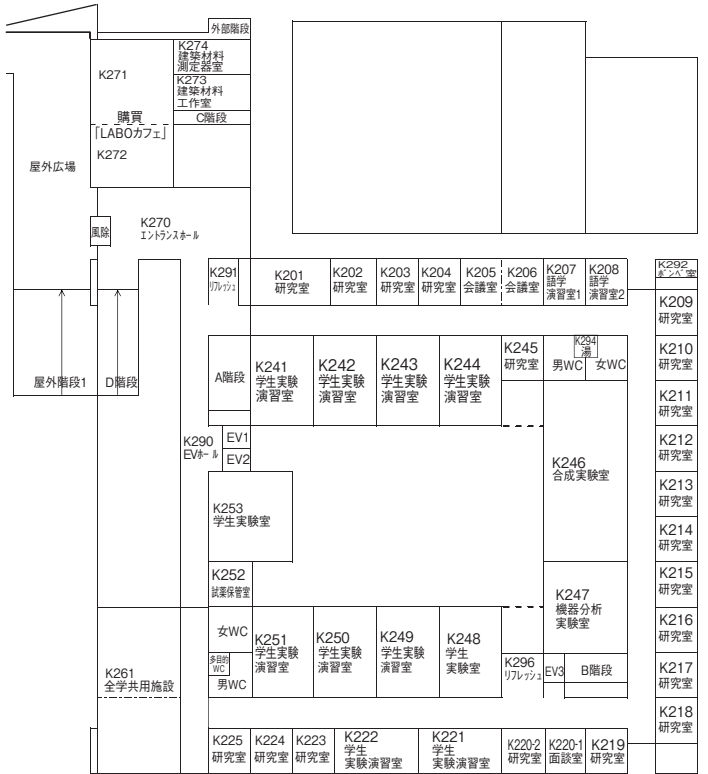 外部階段
K274
建築材料
測定器室
K271
K273
建築材料
工作室
購買
C階段
「LABOカフェ」
K272
屋外広場
風除
K270
エントランスホール
K291
リフレッシュ
K201
研究室
K202
研究室
K203
研究室
K204
研究室
K205
会議室
K206
会議室
K207
語学
演習室1
K208
語学
演習室2
K292
ボンベ室
K209
研究室
屋外階段1
D階段
A階段
K241
学生実験
演習室
K242
学生実験
演習室
K243
学生実験
演習室
K244
学生実験
演習室
K245
研究室
K294
湯
男WC
女WC
K210
研究室
K211
研究室
K290
EVホール
EV1
EV2
K246
合成実験室
K212
研究室
K253
学生実験室
K213
研究室
K214
研究室
K252
試薬保管室
K247
機器分析
実験室
K215
研究室
女WC
多目的
WC
男WC
K251
学生実験
演習室
K250
学生実験
演習室
K249
学生実験
演習室
K248
学生
実験室
K216
研究室
K261
全学共用施設
K296
リフレッシュ
EV3
B階段
K217
研究室
K218
研究室
K225
研究室
K224
研究室
K223
研究室
K222
学生
実験演習室
K221
学生
実験演習室
K220-2
研究室
K220-1
面談室
K219
研究室